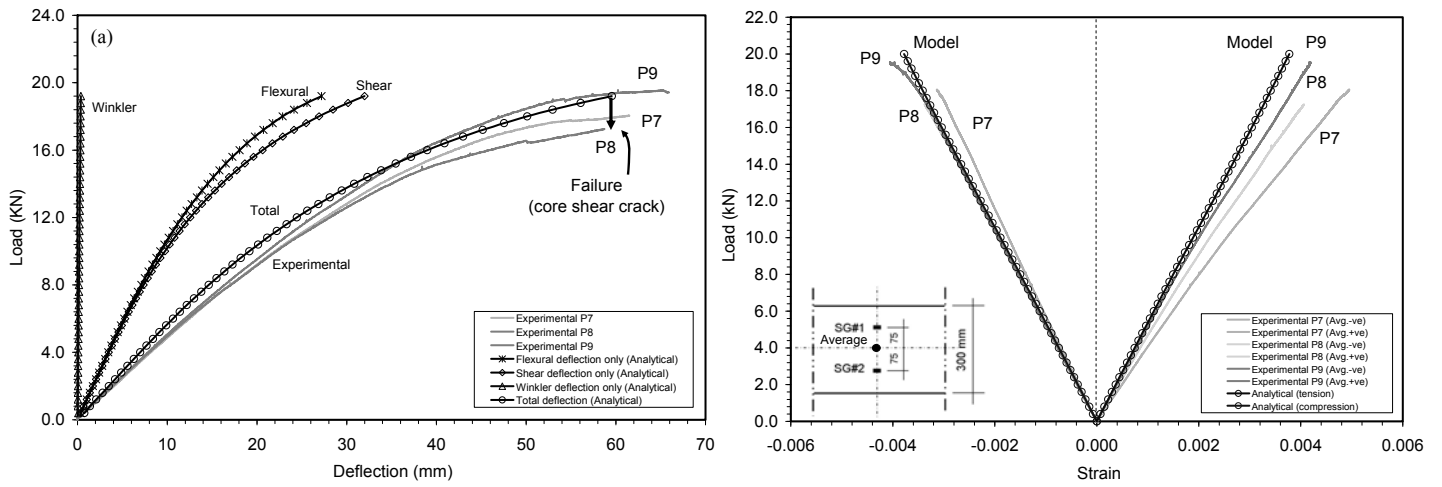 (a)
24.0
20.0
16.0
12.0
8.0
4.0
0.0
Load (KN)
0
10
20
30
40
50
60
70
Deflection (mm)
Winkler
Flexural
Shear
P9
P7
P8
Failure
(core shear crack)
Total
Experimental
Experimental P7
Experimental P8
Experimental P9
Flexural deflection only (Analytical)
Shear deflection only (Analytical)
Winkler deflection only (Analytical)
Total deflection (Analytical)
22.0
20.0
18.0
16.0
14.0
12.0
10.0
8.0
6.0
4.0
2.0
0.0
Load (kN)
-0.006
-0.004
-0.002
0.000
0.002
0.004
0.006
Strain
Model
P9
P8
P7
Model
P9
P8
P7
SG#1
Average
SG#2
75
75
300 mm
Experimental P7 (Avg.-ve)
Experimental P7 (Avg.+ve)
Experimental P8 (Avg.-ve)
Experimental P8 (Avg.+ve)
Experimental P9 (Avg.-ve)
Experimental P9 (Avg.+ve)
Analytical (tension)
Analytical (compression)